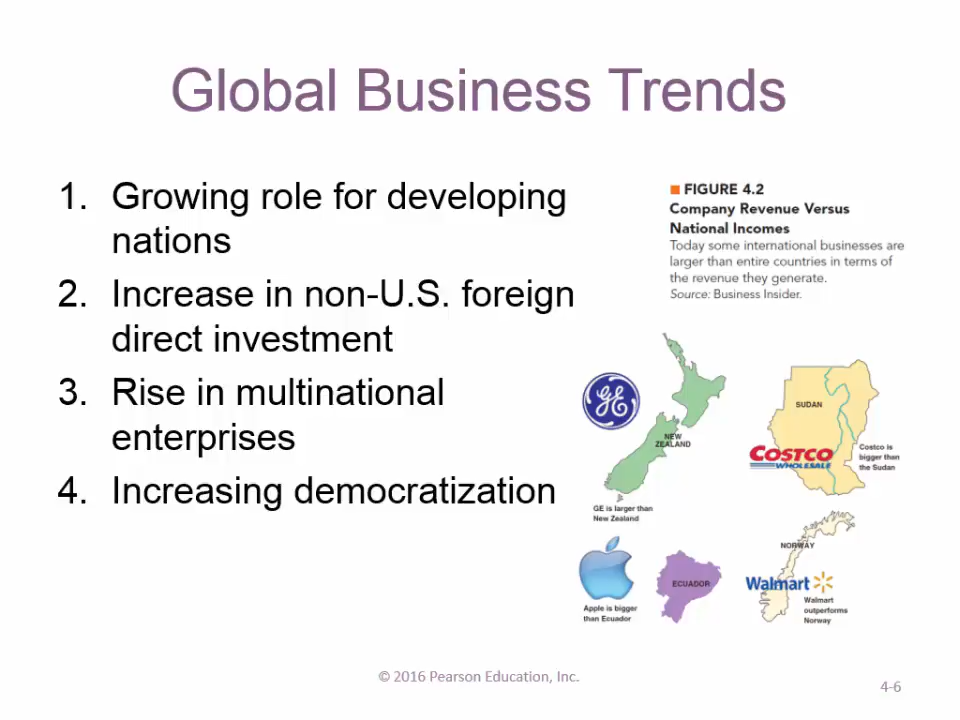 Global Business Trends
1. Growing role for developing
nations
2. Increase in non-U.S. foreign
direct investment
3. Rise in multinational
enterprises
4. Increasing democratization
FIGURE 4.2
Company Revenue Versus
National Incomes
Today some international businesses are
larger than entire countries in terms of
the revenue they generate.
Source: Business Insider.
GE
NEW
ZEALAND
GE is larger than
New Zealand
SUDAN
COSTCO
WHOLESALE
Costco is
bigger than
the Sudan
Apple is bigger
than Ecuador
ECUADOR
NORWAY
Walmart
Walmart
outperforms
Norway
© 2016 Pearson Education, Inc.
4-6